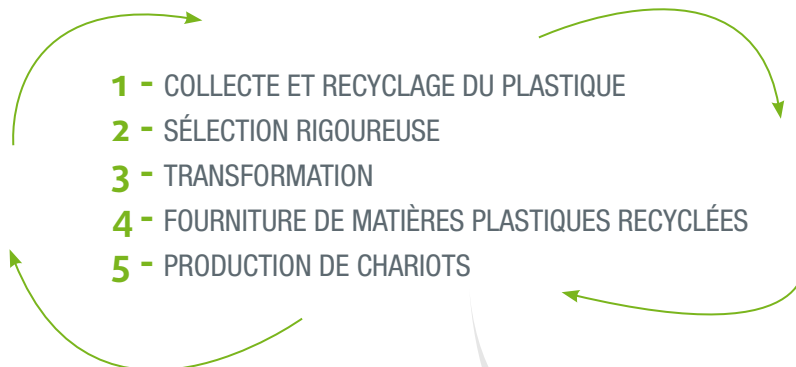 1 - COLLECTE ET RECYCLAGE DU PLASTIQUE
2 - SÉLECTION RIGOUREUSE
3 - TRANSFORMATION
4 - FOURNITURE DE MATIÈRES PLASTIQUES RECYCLÉES
5 - PRODUCTION DE CHARIOTS